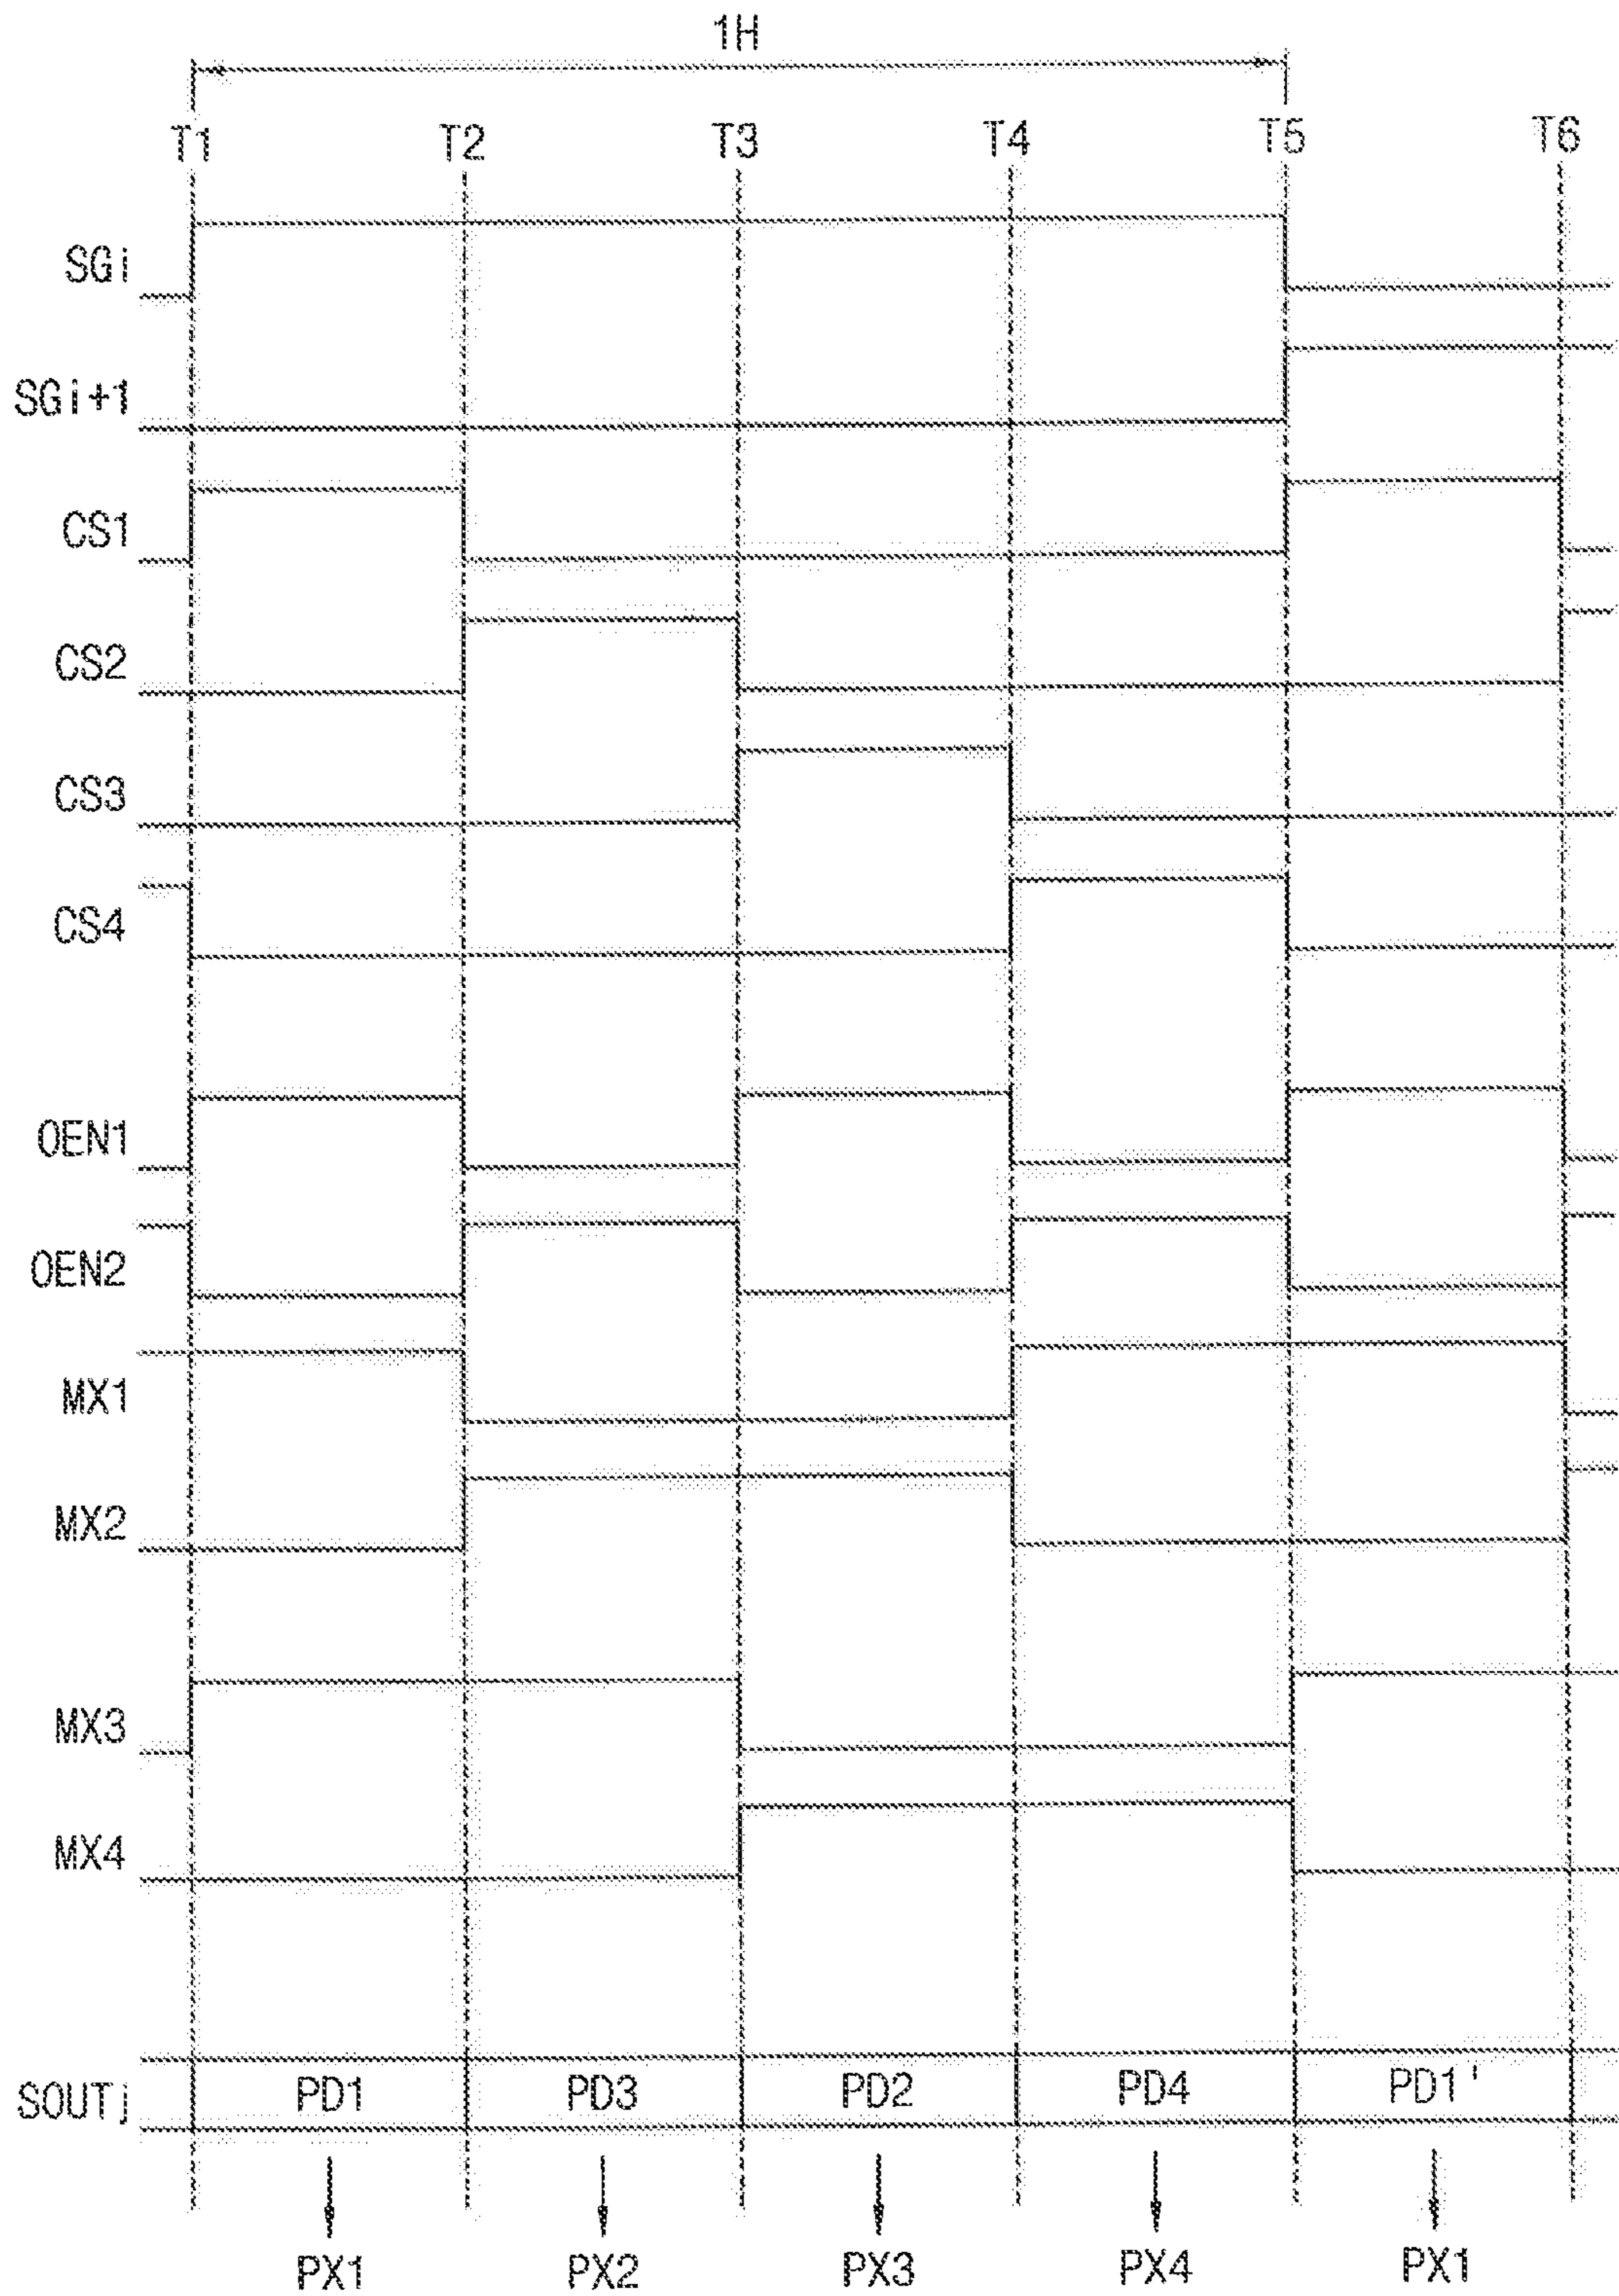 1H
T1 T2 T3 T4 T5 T6
SGi
SGi+1
CS1
CS2
CS3
CS4
OEN1
OEN2
MX1
MX2
MX3
MX4
SOUTj PD1 PD3 PD2 PD4 PD1'
PX1 PX2 PX3 PX4 PX1